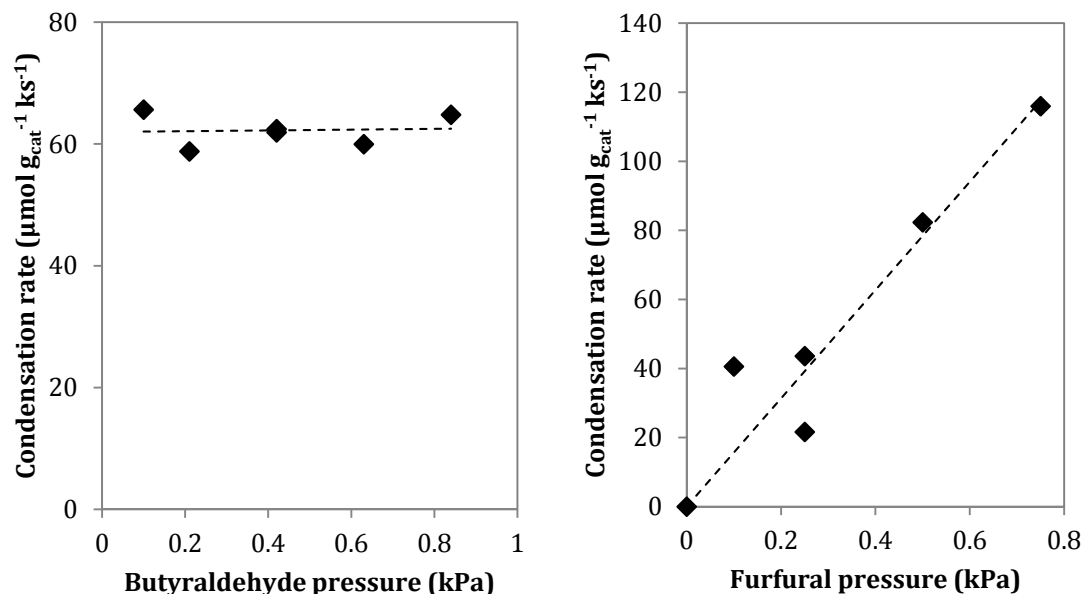 Condensation rate (μmol g_cat^-1 ks^-1)
80
60
40
20
0
0 0.2 0.4 0.6 0.8 1
Butyraldehyde pressure (kPa)
Condensation rate (μmol g_cat^-1 ks^-1)
140
120
100
80
60
40
20
0
0 0.2 0.4 0.6 0.8
Furfural pressure (kPa)